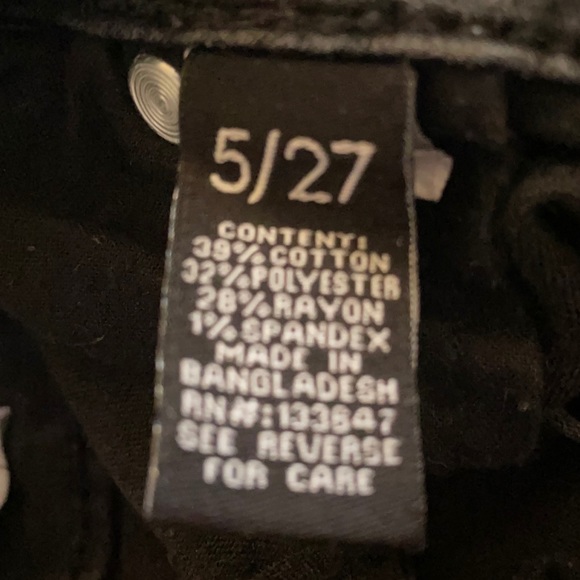 5/27
CONTENT:
39% COTTON
32% POLYESTER
28% RAYON
1% SPANDEX
MADE IN
BANGLADESH
RN#:133647
SEE REVERSE
FOR CARE